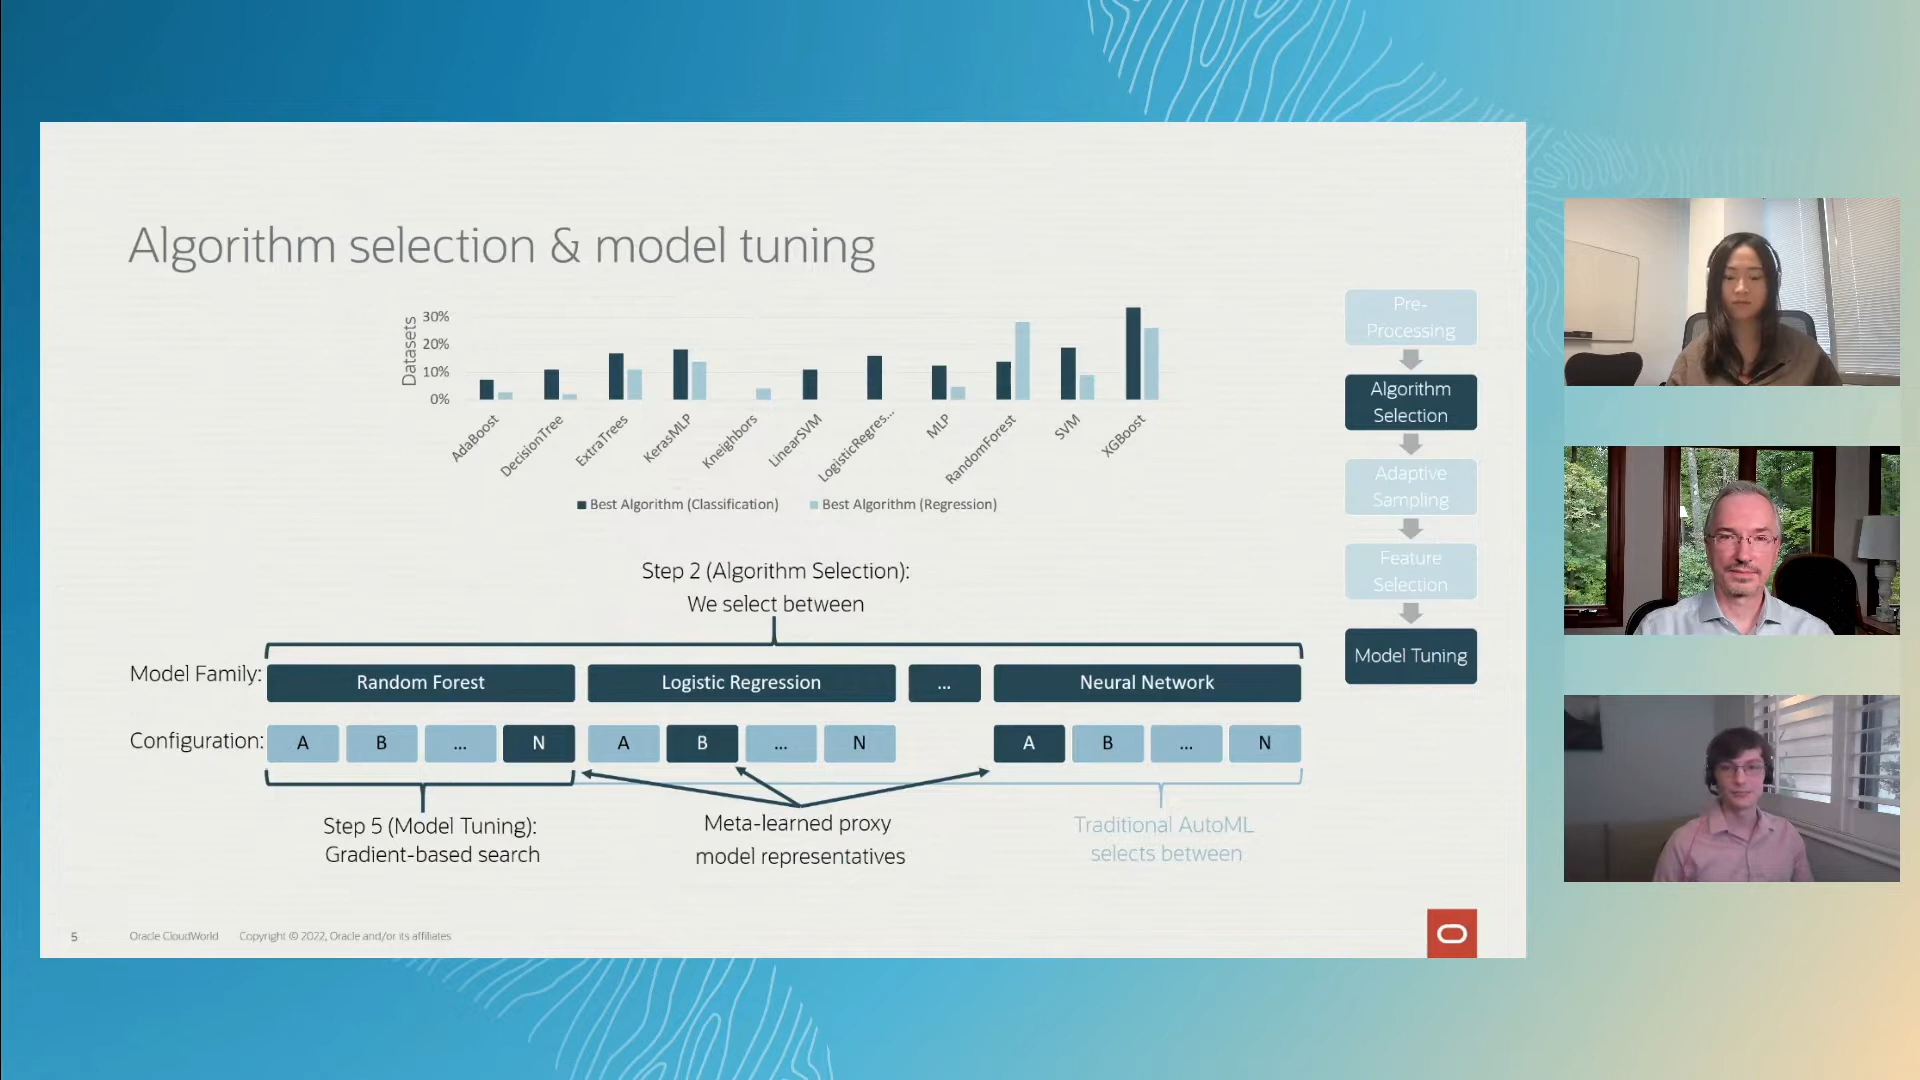 Algorithm selection & model tuning
Datasets
30%
20%
10%
0%
AdaBoost
DecisionTree
ExtraTrees
KerasMLP
Kneighbors
LinearSVM
LogisticRegres...
MLP
RandomForest
SVM
XGBoost
Best Algorithm (Classification)
Best Algorithm (Regression)
Step 2 (Algorithm Selection):
We select between
Model Family:
Random Forest
Logistic Regression
...
Neural Network
Configuration:
A
B
...
N
A
B
...
N
A
B
...
N
Step 5 (Model Tuning):
Gradient-based search
Meta-learned proxy
model representatives
Traditional AutoML
selects between
Pre-
Processing
Algorithm
Selection
Adaptive
Sampling
Feature
Selection
Model Tuning
5
Oracle CloudWorld
Copyright © 2022, Oracle and/or its affiliates